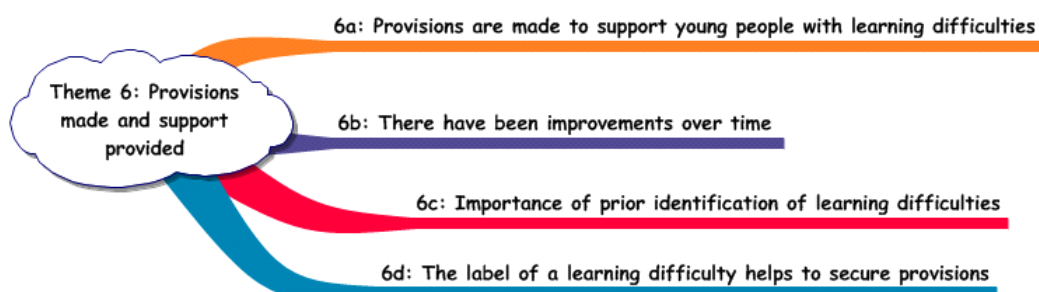 6a: Provisions are made to support young people with learning difficulties
Theme 6: Provisions
made and support
provided
6b: There have been improvements over time
6c: Importance of prior identification of learning difficulties
6d: The label of a learning difficulty helps to secure provisions